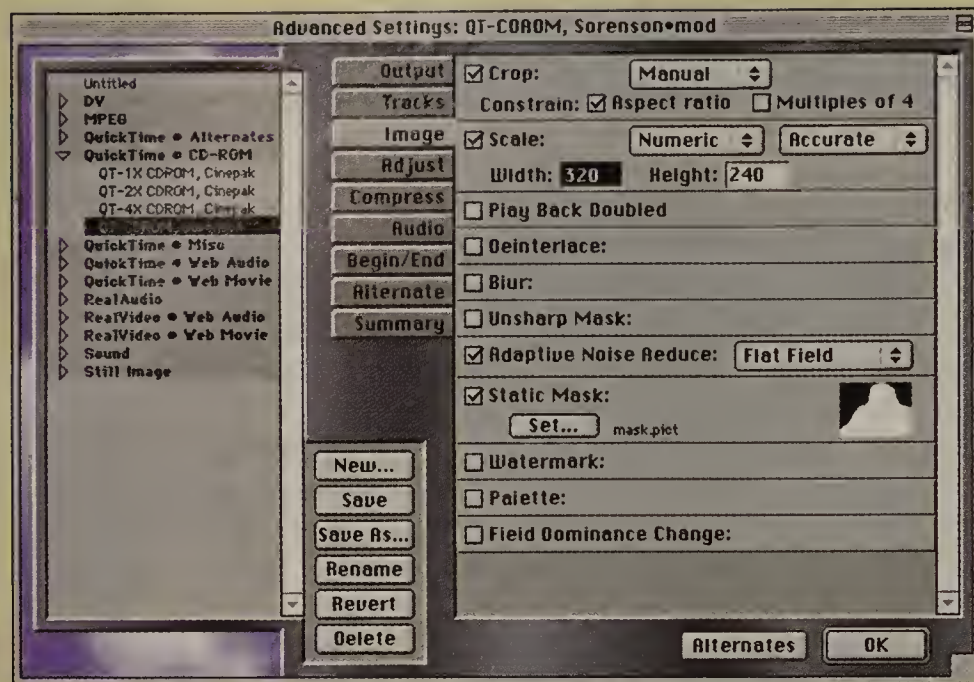 Advanced Settings: QT-CDROM, Sorenson•mod
Untitled
DV
MPEG
QuickTime • Alternates
QuickTime • CD-ROM
QT-1X CDROM, Cinepak
QT-2X CDROM, Cinepak
QT-4X CDROM, Cinepak
QuickTime • Misc
QuickTime • Web Audio
QuickTime • Web Movie
RealAudio
RealVideo • Web Audio
RealVideo • Web Movie
Sound
Still Image
Output
Tracks
Image
Adjust
Compress
Audio
Begin/End
Alternate
Summary
New...
Save
Save As...
Rename
Revert
Delete
Crop: Manual
Constrain: Aspect ratio Multiples of 4
Scale: Numeric Accurate
Width: 320 Height: 240
Play Back Doubled
Deinterlace:
Blur:
Unsharp Mask:
Adaptive Noise Reduce: Flat Field
Static Mask:
Set... mask.pict
Watermark:
Palette:
Field Dominance Change:
Alternates OK